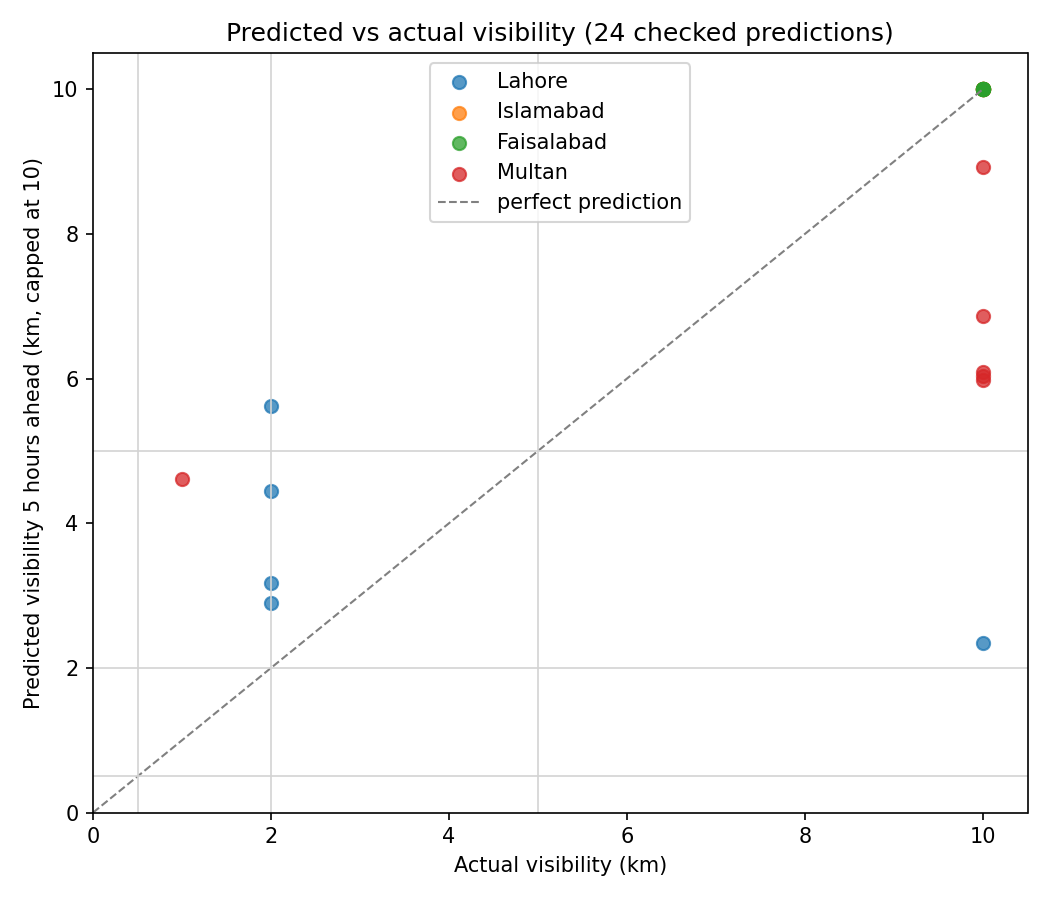 Predicted vs actual visibility (24 checked predictions)
Lahore
Islamabad
Faisalabad
Multan
perfect prediction
Predicted visibility 5 hours ahead (km, capped at 10)
10
8
6
4
2
0
0 2 4 6 8 10
Actual visibility (km)